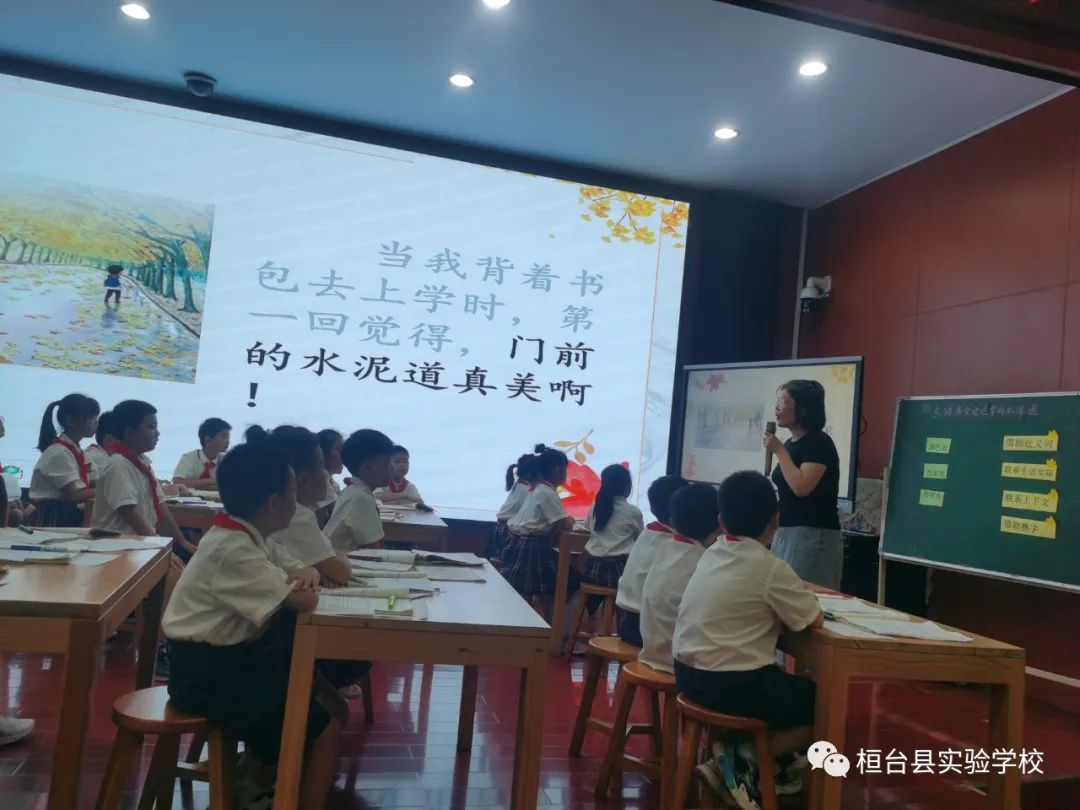 当我背着书
包去上学时，第
一回觉得，门前
的水泥道真美啊
！
借助近义词
联系生活实际
联系上下文
借助熟字
桓台县实验学校